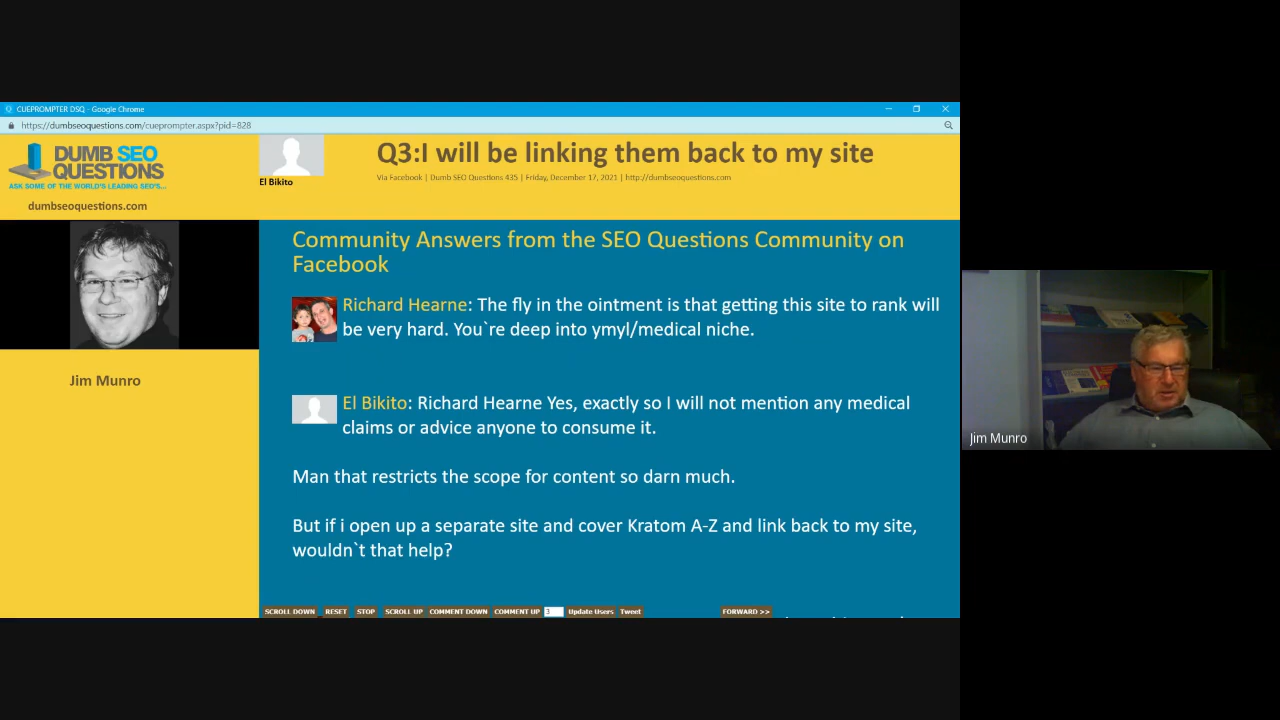 CUEPROMPTER DSQ - Google Chrome
https://dumbseoquestions.com/cueprompter.aspx?pid=828
DUMB SEO
QUESTIONS
ASK SOME OF THE WORLD'S LEADING SEO'S...
dumbseoquestions.com
El Bikito
Q3:I will be linking them back to my site
Via Facebook | Dumb SEO Questions 435 | Friday, December 17, 2021 | http://dumbseoquestions.com
Jim Munro
Community Answers from the SEO Questions Community on
Facebook
Richard Hearne: The fly in the ointment is that getting this site to rank will
be very hard. You`re deep into ymyl/medical niche.
El Bikito: Richard Hearne Yes, exactly so I will not mention any medical
claims or advice anyone to consume it.
Man that restricts the scope for content so darn much.
But if i open up a separate site and cover Kratom A-Z and link back to my site,
wouldn`t that help?
SCROLL DOWN RESET STOP SCROLL UP COMMENT DOWN COMMENT UP 3 Update Users Tweet FORWARD >>
Jim Munro